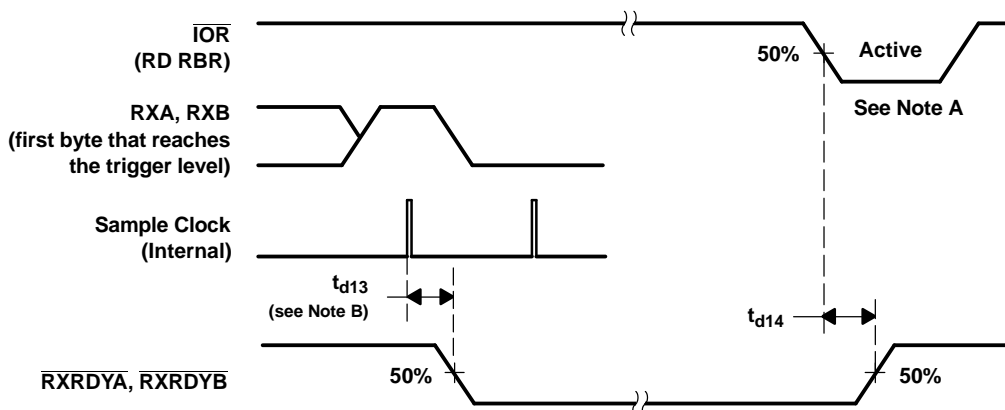 IOR
(RD RBR)
50%
Active
See Note A
RXA, RXB
(first byte that reaches
the trigger level)
Sample Clock
(Internal)
td13
(see Note B)
td14
RXRDYA, RXRDYB
50%
50%